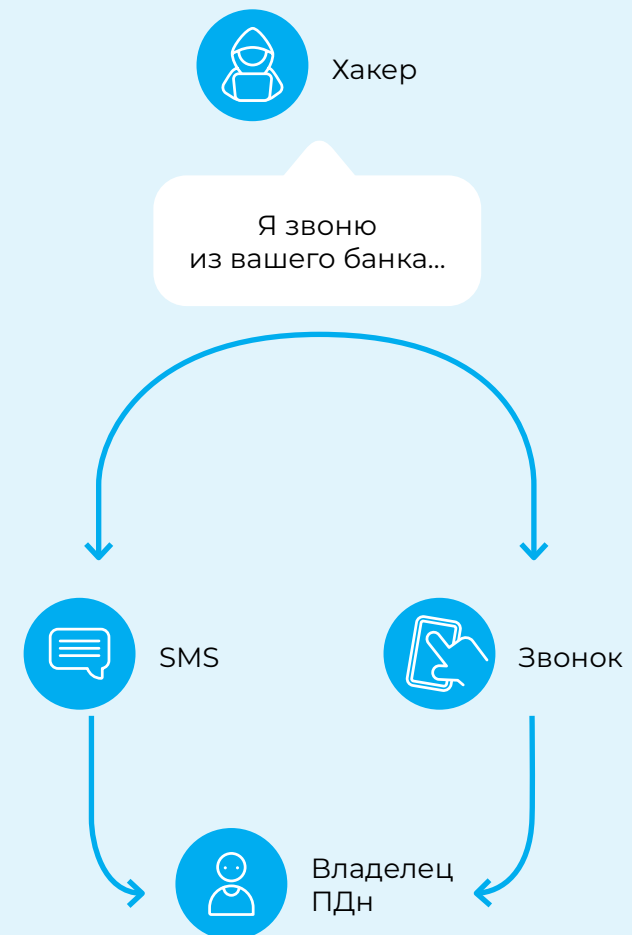 Хакер
Я звоню
из вашего банка...
SMS
Звонок
Владелец
ПДн